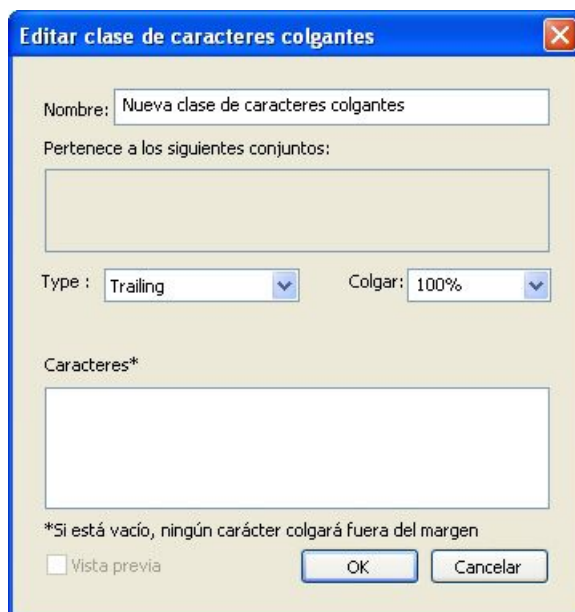 Editar clase de caracteres colgantes
Nombre: Nueva clase de caracteres colgantes
Pertenece a los siguientes conjuntos:
Type : Trailing Colgar: 100%
Caracteres*
*Si está vacío, ningún carácter colgará fuera del margen
Vista previa OK Cancelar